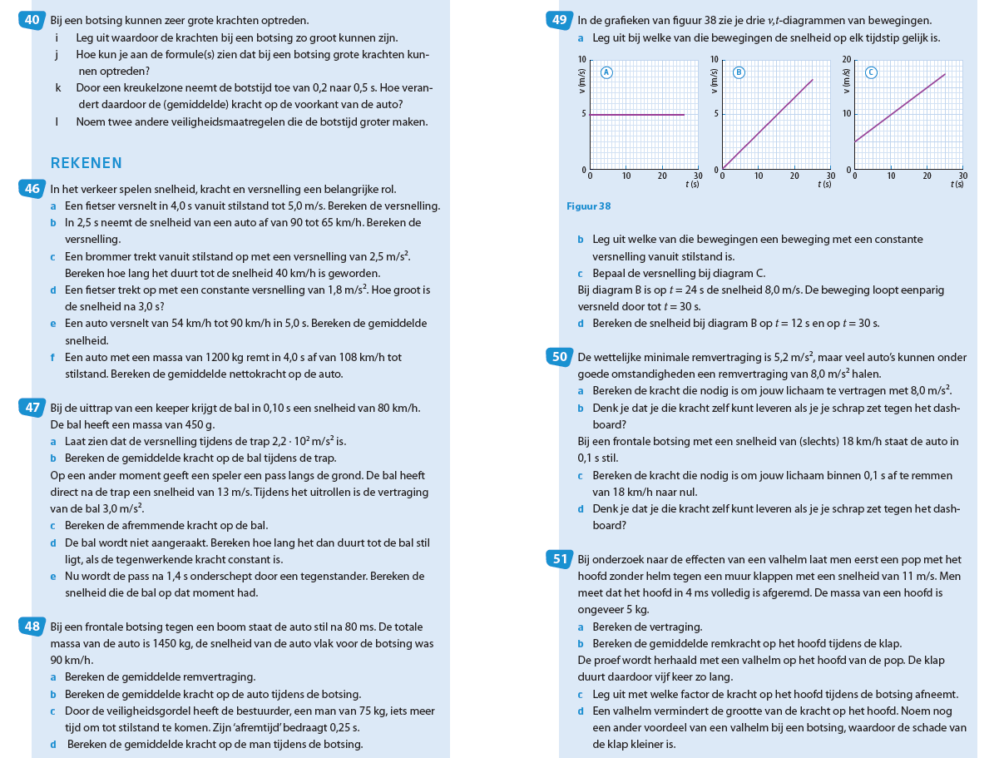 40 Bij een botsing kunnen zeer grote krachten optreden.
i Leg uit waardoor de krachten bij een botsing zo groot kunnen zijn.
j Hoe kun je aan de formule(s) zien dat bij een botsing grote krachten kun-
nen optreden?
k Door een kreukelzone neemt de botstijd toe van 0,2 naar 0,5 s. Hoe veran-
dert daardoor de (gemiddelde) kracht op de voorkant van de auto?
l Noem twee andere veiligheidsmaatregelen die de botstijd groter maken.
REKENEN
46 In het verkeer spelen snelheid, kracht en versnelling een belangrijke rol.
a Een fietser versnelt in 4,0 s vanuit stilstand tot 5,0 m/s. Bereken de versnelling.
b In 2,5 s neemt de snelheid van een auto af van 90 tot 65 km/h. Bereken de
versnelling.
c Een brommer trekt vanuit stilstand op met een versnelling van 2,5 m/s².
Bereken hoe lang het duurt tot de snelheid 40 km/h is geworden.
d Een fietser trekt op met een constante versnelling van 1,8 m/s². Hoe groot is
de snelheid na 3,0 s?
e Een auto versnelt van 54 km/h tot 90 km/h in 5,0 s. Bereken de gemiddelde
snelheid.
f Een auto met een massa van 1200 kg remt in 4,0 s af van 108 km/h tot
stilstand. Bereken de gemiddelde nettokracht op de auto.
47 Bij de uittrap van een keeper krijgt de bal in 0,10 s een snelheid van 80 km/h.
De bal heeft een massa van 450 g.
a Laat zien dat de versnelling tijdens de trap 2,2 · 10² m/s² is.
b Bereken de gemiddelde kracht op de bal tijdens de trap.
Op een ander moment geeft een speler een pass langs de grond. De bal heeft
direct na de trap een snelheid van 13 m/s. Tijdens het uitrollen is de vertraging
van de bal 3,0 m/s².
c Bereken de afremmende kracht op de bal.
d De bal wordt niet aangeraakt. Bereken hoe lang het dan duurt tot de bal stil
ligt, als de tegenwerkende kracht constant is.
e Nu wordt de pass na 1,4 s onderschept door een tegenstander. Bereken de
snelheid die de bal op dat moment had.
48 Bij een frontale botsing tegen een boom staat de auto stil na 80 ms. De totale
massa van de auto is 1450 kg, de snelheid van de auto vlak voor de botsing was
90 km/h.
a Bereken de gemiddelde remvertraging.
b Bereken de gemiddelde kracht op de auto tijdens de botsing.
c Door de veiligheidsgordel heeft de bestuurder, een man van 75 kg, iets meer
tijd om tot stilstand te komen. Zijn 'afremtijd' bedraagt 0,25 s.
d Bereken de gemiddelde kracht op de man tijdens de botsing.
49 In de grafieken van figuur 38 zie je drie v,t-diagrammen van bewegingen.
a Leg uit bij welke van die bewegingen de snelheid op elk tijdstip gelijk is.
10 10 20
A B C
v (m/s) v (m/s) v (m/s)
5 5 10
0 0 0
0 10 20 30 0 10 20 30 0 10 20 30
t (s) t (s) t (s)
Figuur 38
b Leg uit welke van die bewegingen een beweging met een constante
versnelling vanuit stilstand is.
c Bepaal de versnelling bij diagram C.
Bij diagram B is op t = 24 s de snelheid 8,0 m/s. De beweging loopt eenparig
versneld door tot t = 30 s.
d Bereken de snelheid bij diagram B op t = 12 s en op t = 30 s.
50 De wettelijke minimale remvertraging is 5,2 m/s², maar veel auto's kunnen onder
goede omstandigheden een remvertraging van 8,0 m/s² halen.
a Bereken de kracht die nodig is om jouw lichaam te vertragen met 8,0 m/s².
b Denk je dat je die kracht zelf kunt leveren als je je schrap zet tegen het dash-
board?
Bij een frontale botsing met een snelheid van (slechts) 18 km/h staat de auto in
0,1 s stil.
c Bereken de kracht die nodig is om jouw lichaam binnen 0,1 s af te remmen
van 18 km/h naar nul.
d Denk je dat je die kracht zelf kunt leveren als je je schrap zet tegen het dash-
board?
51 Bij onderzoek naar de effecten van een valhelm laat men eerst een pop met het
hoofd zonder helm tegen een muur klappen met een snelheid van 11 m/s. Men
meet dat het hoofd in 4 ms volledig is afgeremd. De massa van een hoofd is
ongeveer 5 kg.
a Bereken de vertraging.
b Bereken de gemiddelde remkracht op het hoofd tijdens de klap.
De proef wordt herhaald met een valhelm op het hoofd van de pop. De klap
duurt daardoor vijf keer zo lang.
c Leg uit met welke factor de kracht op het hoofd tijdens de botsing afneemt.
d Een valhelm vermindert de grootte van de kracht op het hoofd. Noem nog
een ander voordeel van een valhelm bij een botsing, waardoor de schade van
de klap kleiner is.